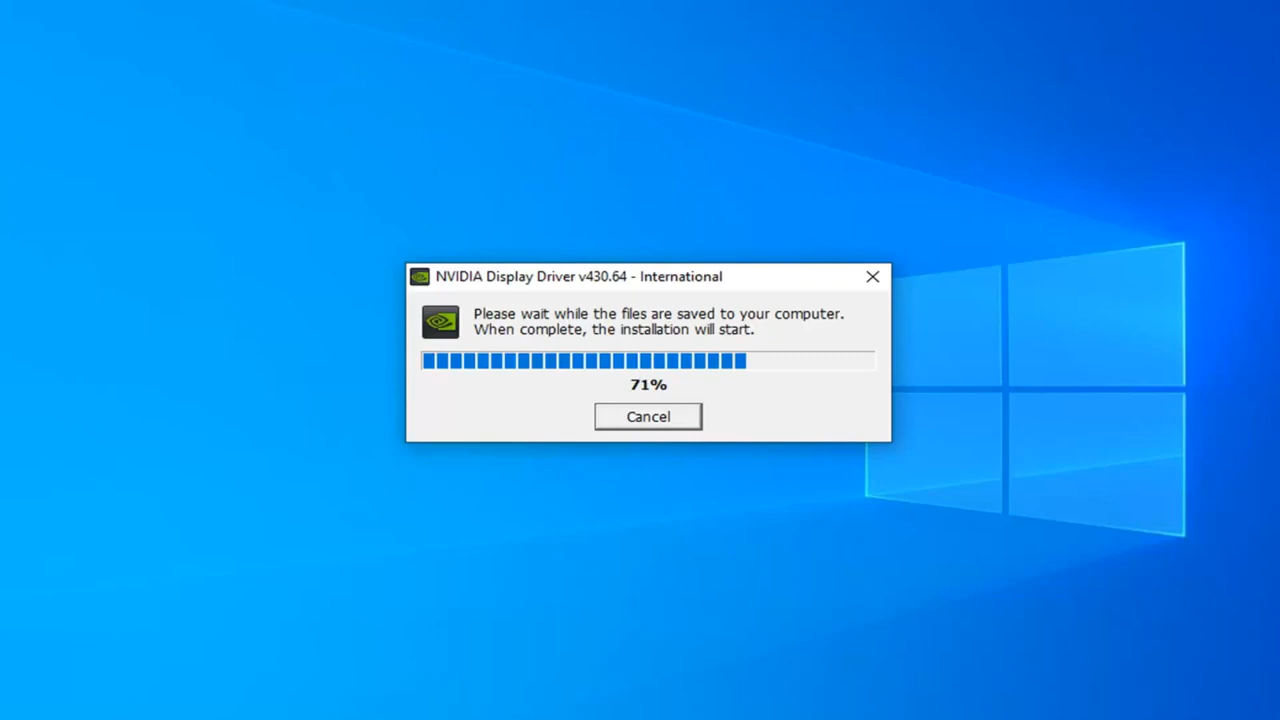 NVIDIA Display Driver v430.64 - International
Please wait while the files are saved to your computer.
When complete, the installation will start.
71%
Cancel